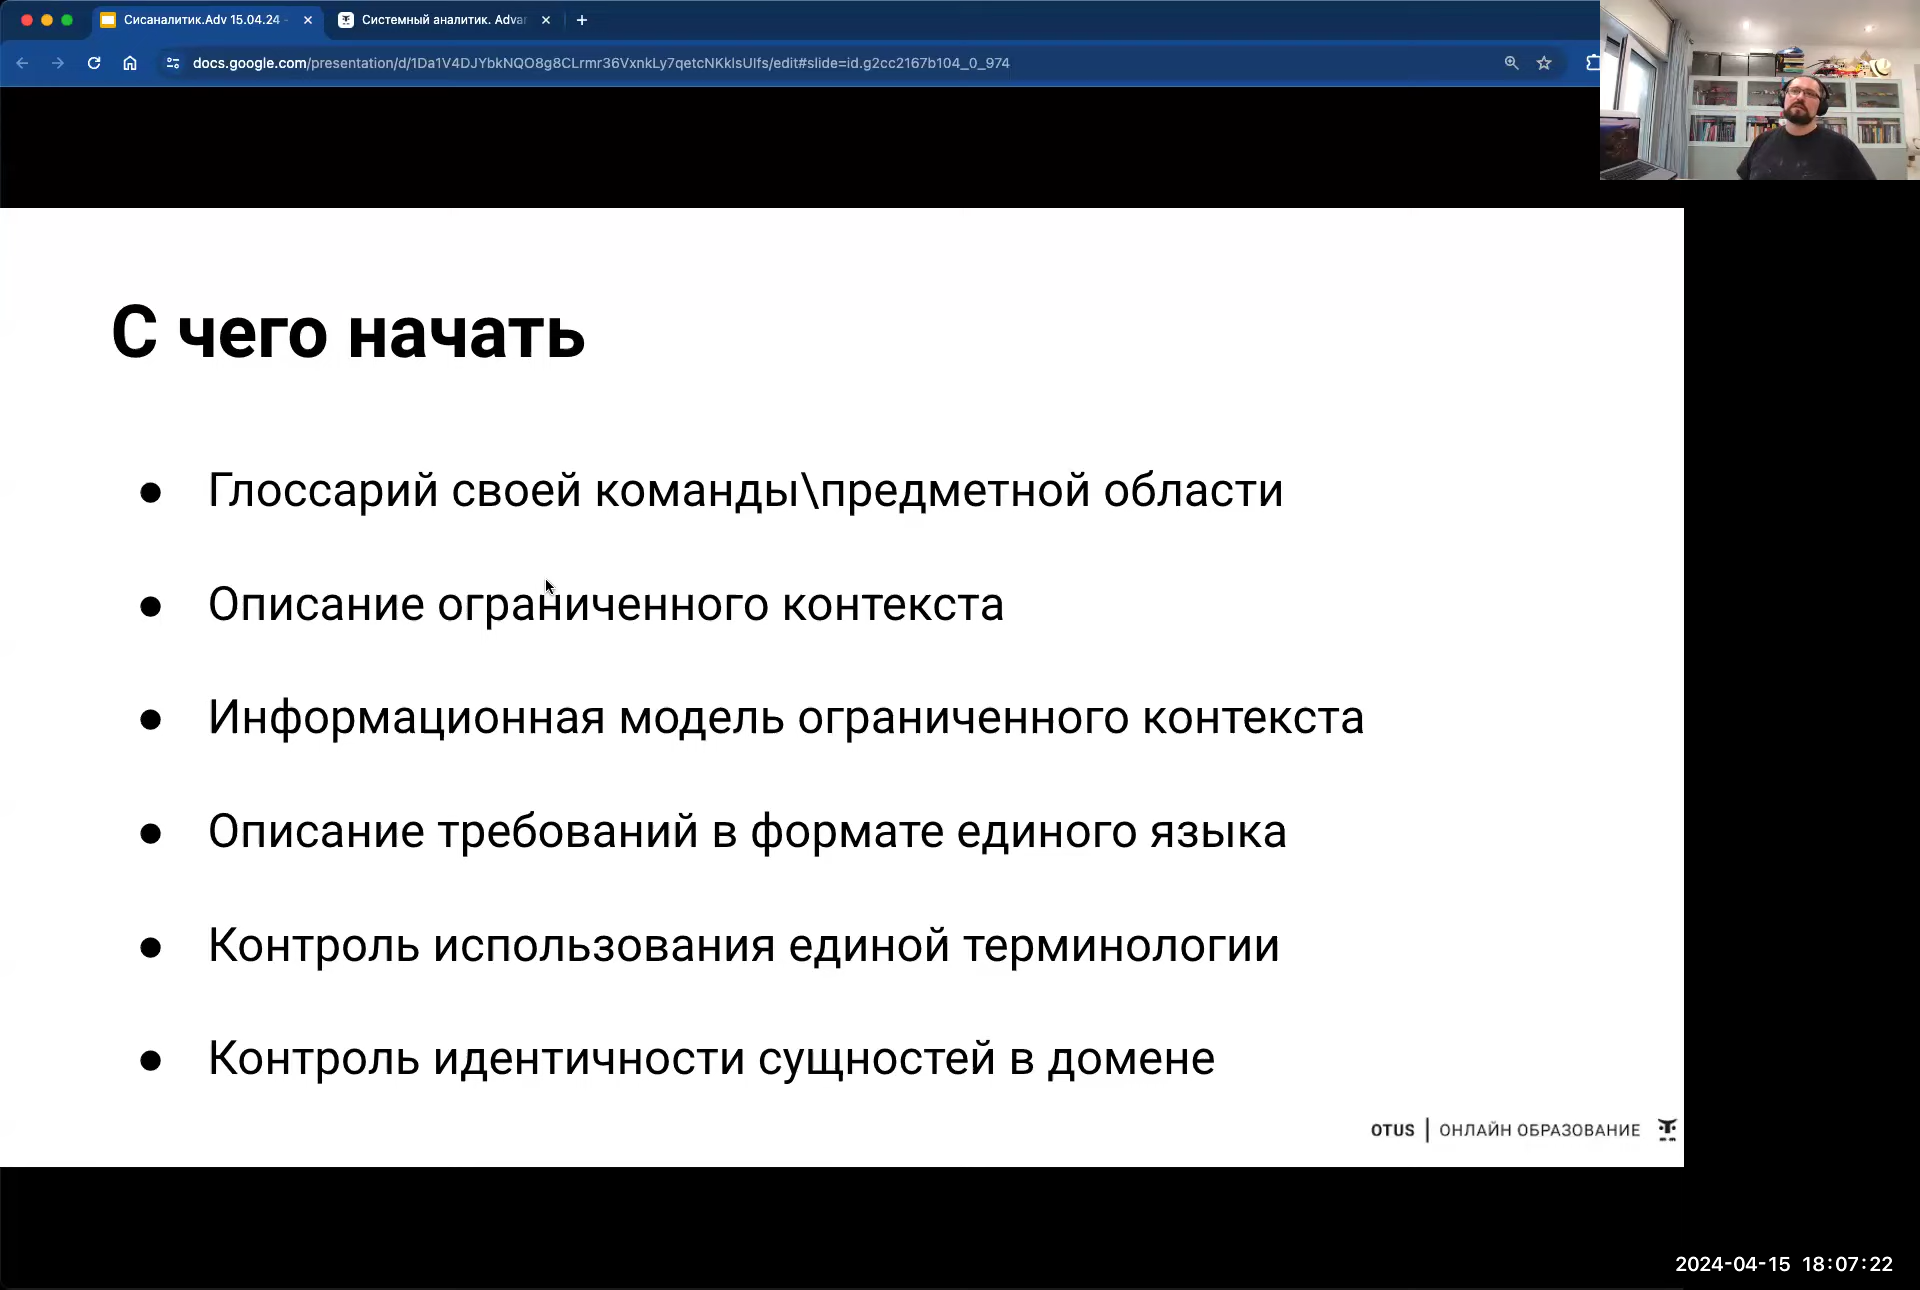 Сисаналитик.Adv 15.04.24 -
Системный аналитик. Advan
docs.google.com/presentation/d/1Da1V4DJYbkNQO8g8CLrmr36VxnkLy7qetcNKklsUlfs/edit#slide=id.g2cc2167b104_0_974
С чего начать
● Глоссарий своей команды\предметной области
● Описание ограниченного контекста
● Информационная модель ограниченного контекста
● Описание требований в формате единого языка
● Контроль использования единой терминологии
● Контроль идентичности сущностей в домене
OTUS | ОНЛАЙН ОБРАЗОВАНИЕ
2024-04-15 18:07:22